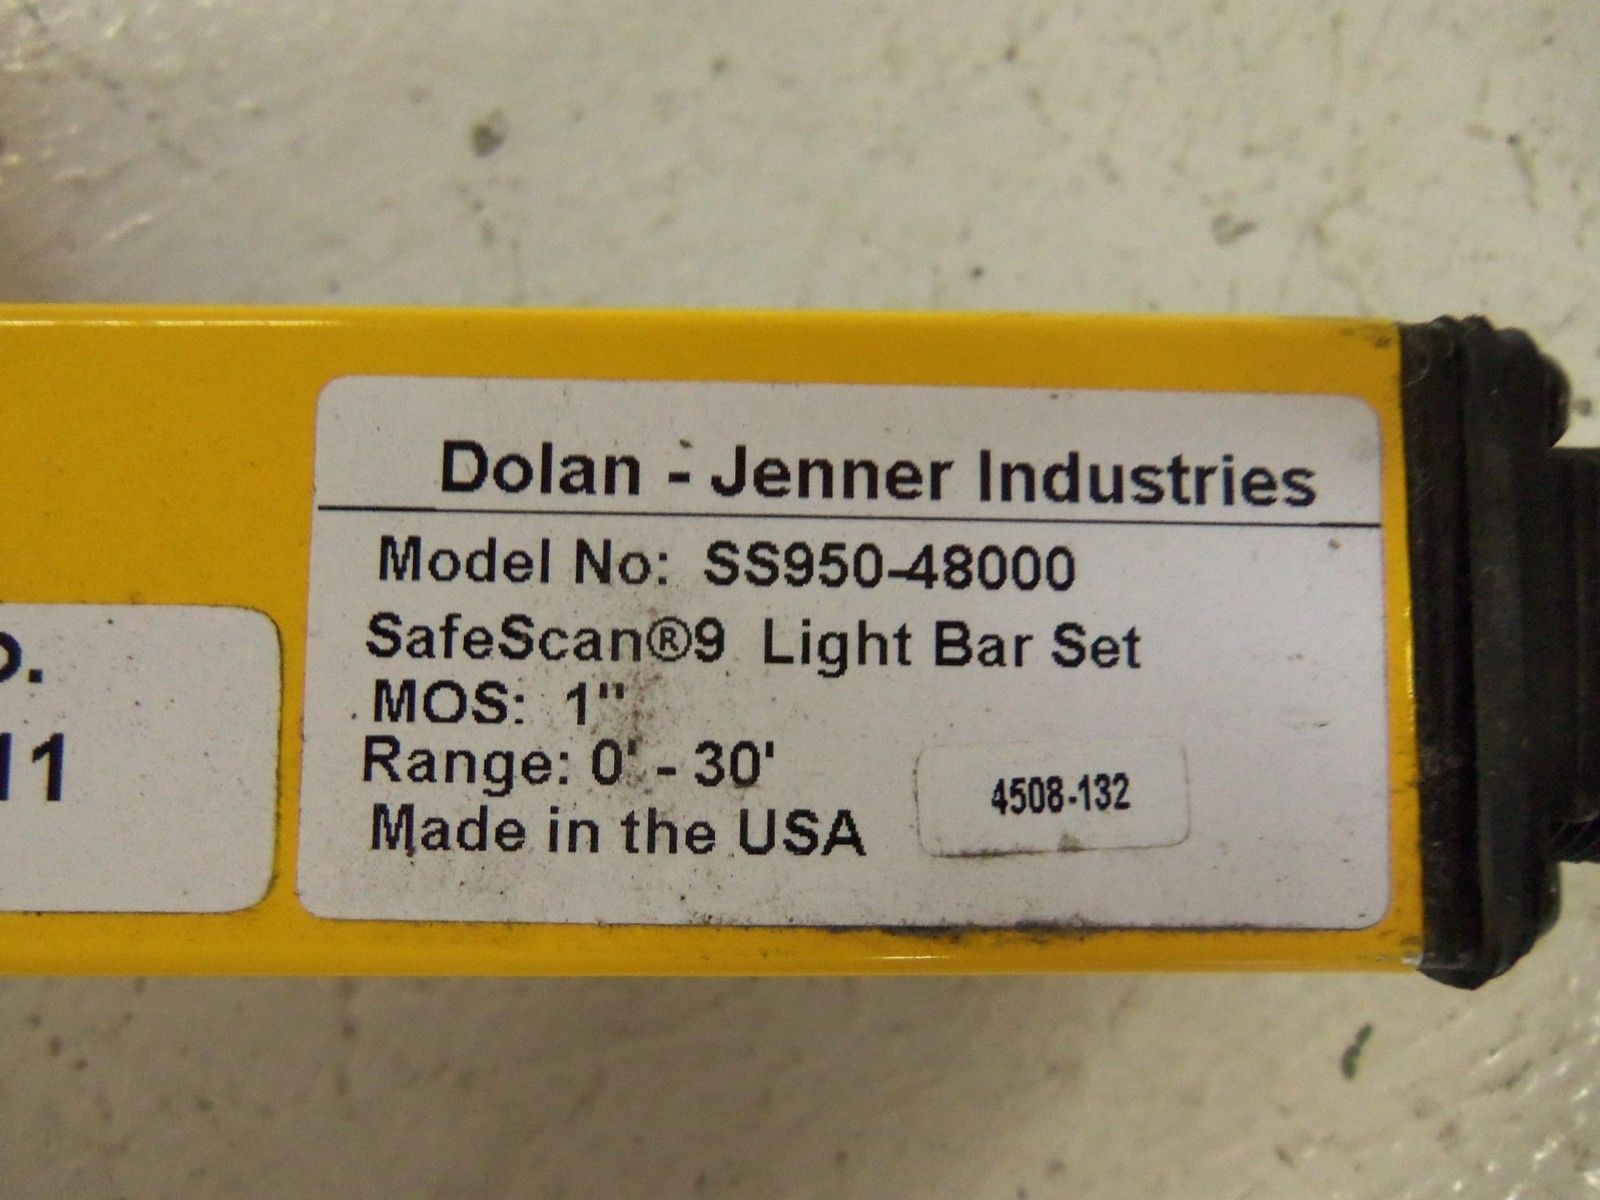 Dolan - Jenner Industries
Model No: SS950-48000
SafeScan®9 Light Bar Set
MOS: 1"
Range: 0' - 30'
Made in the USA
4508-132
11